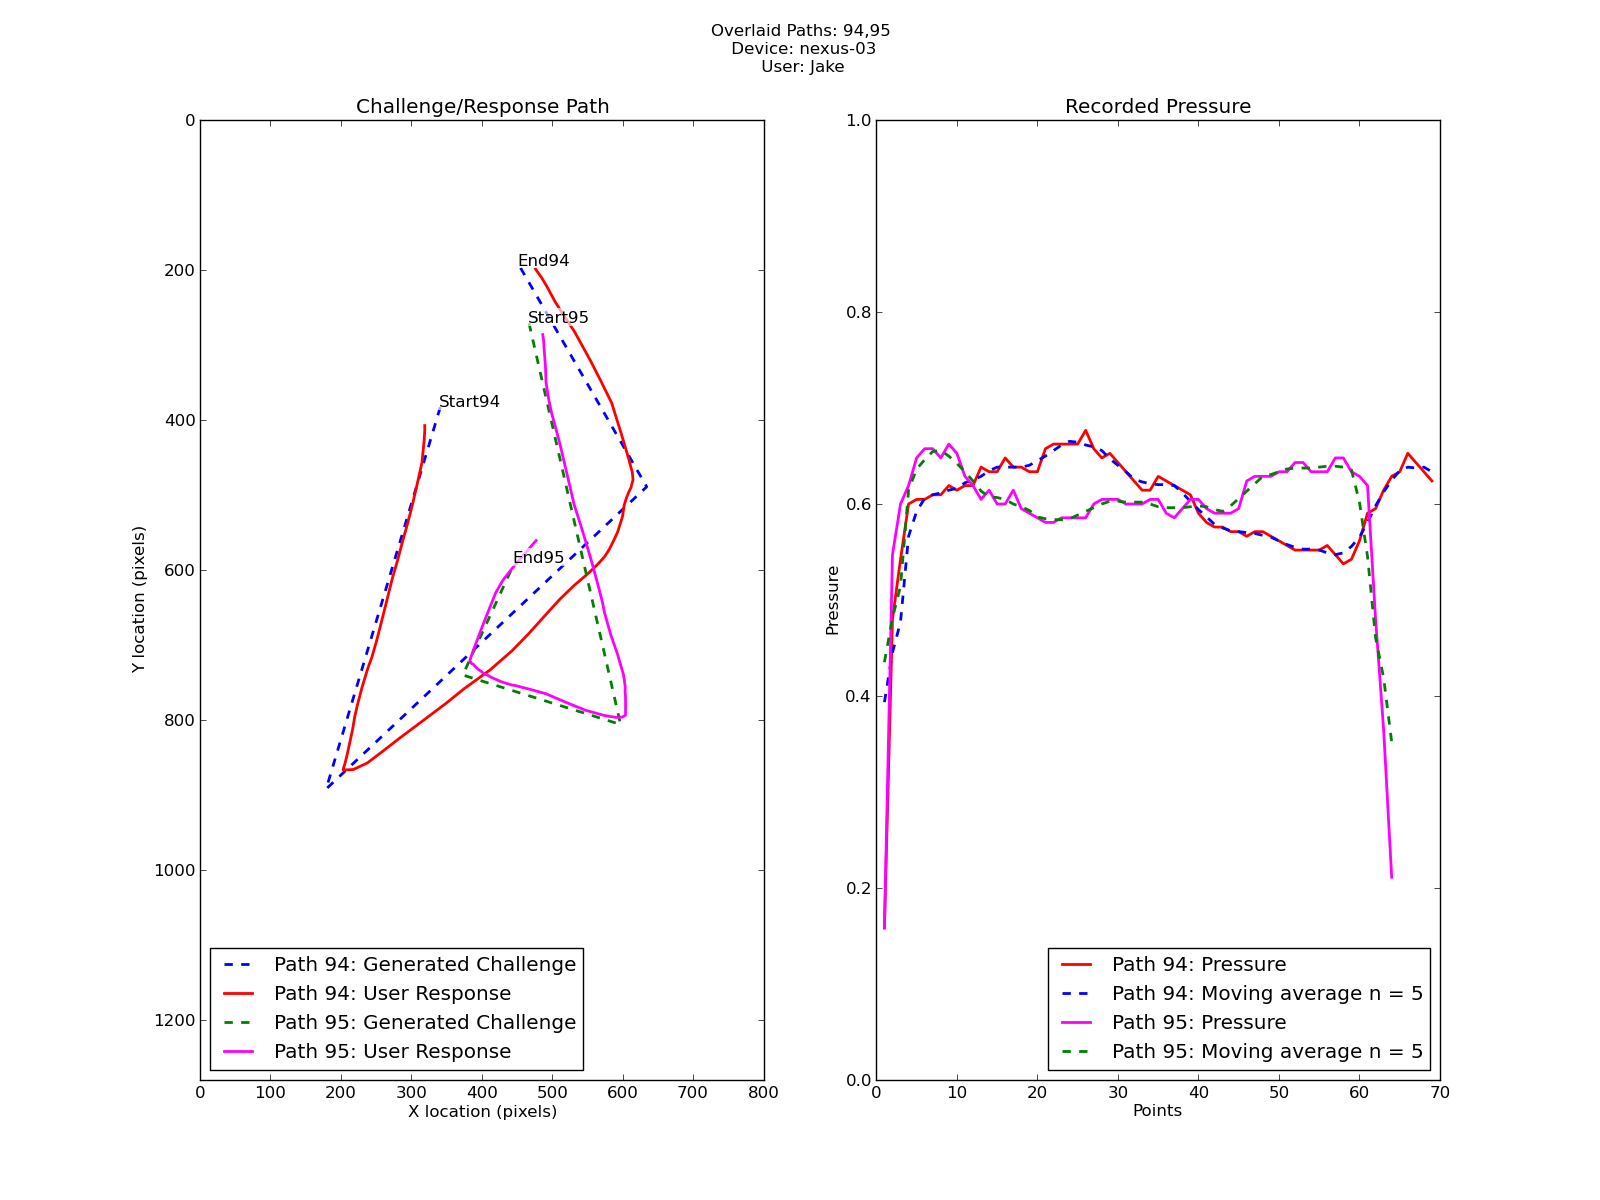 Overlaid Paths: 94,95
Device: nexus-03
User: Jake
Challenge/Response Path
0
200
400
600
800
1000
1200
Y location (pixels)
End94
Start95
Start94
End95
Path 94: Generated Challenge
Path 94: User Response
Path 95: Generated Challenge
Path 95: User Response
0 100 200 300 400 500 600 700 800
X location (pixels)
Recorded Pressure
1.0
0.8
0.6
0.4
0.2
0.0
Pressure
Path 94: Pressure
Path 94: Moving average n = 5
Path 95: Pressure
Path 95: Moving average n = 5
0 10 20 30 40 50 60 70
Points